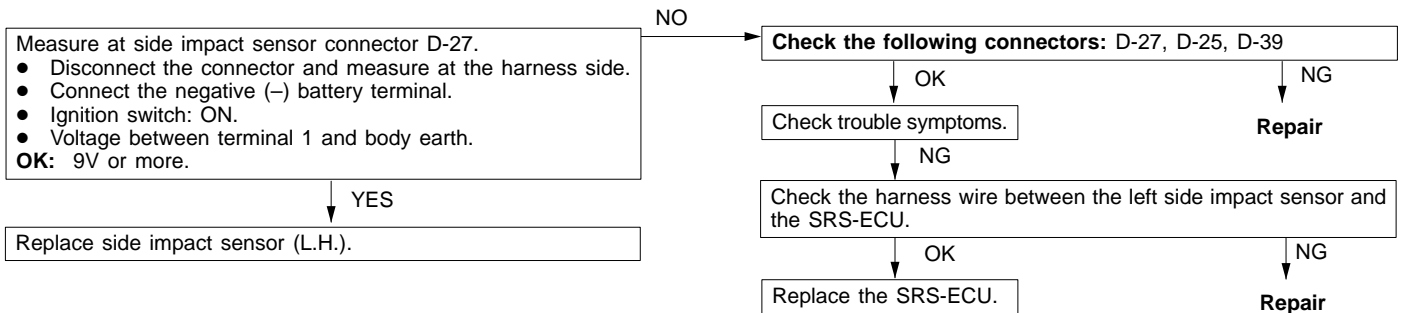 Measure at side impact sensor connector D-27.
● Disconnect the connector and measure at the harness side.
● Connect the negative (–) battery terminal.
● Ignition switch: ON.
● Voltage between terminal 1 and body earth.
OK: 9V or more.
YES
Replace side impact sensor (L.H.).
NO
Check the following connectors: D-27, D-25, D-39
OK
NG
Check trouble symptoms.
Repair
NG
Check the harness wire between the left side impact sensor and
the SRS-ECU.
OK
NG
Replace the SRS-ECU.
Repair